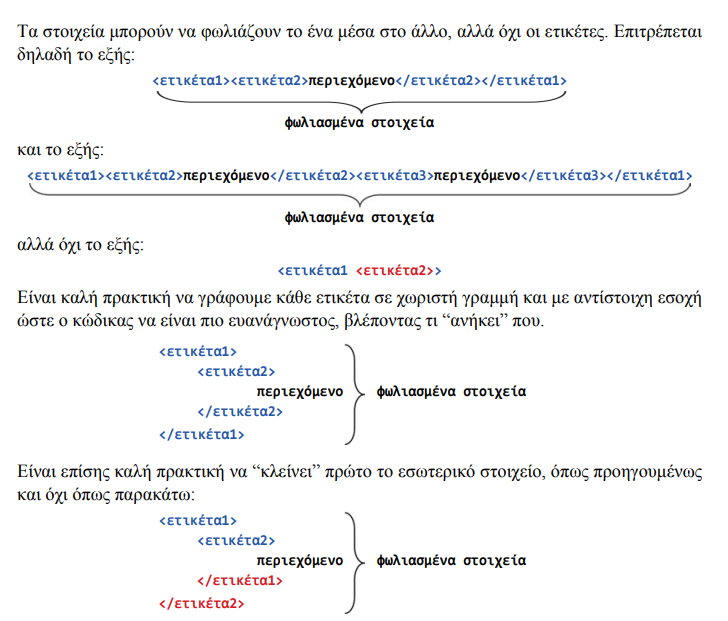 Τα στοιχεία μπορούν να φωλιάζουν το ένα μέσα στο άλλο, αλλά όχι οι ετικέτες. Επιτρέπεται
δηλαδή το εξής:
<ετικέτα1><ετικέτα2>περιεχόμενο</ετικέτα2></ετικέτα1>
φωλιασμένα στοιχεία
και το εξής:
<ετικέτα1><ετικέτα2>περιεχόμενο</ετικέτα2><ετικέτα3>περιεχόμενο</ετικέτα3></ετικέτα1>
φωλιασμένα στοιχεία
αλλά όχι το εξής:
<ετικέτα1 <ετικέτα2>>
Είναι καλή πρακτική να γράφουμε κάθε ετικέτα σε χωριστή γραμμή και με αντίστοιχη εσοχή
ώστε ο κώδικας να είναι πιο ευανάγνωστος, βλέποντας τι “ανήκει” που.
<ετικέτα1>
<ετικέτα2>
περιεχόμενο φωλιασμένα στοιχεία
</ετικέτα2>
</ετικέτα1>
Είναι επίσης καλή πρακτική να “κλείνει” πρώτο το εσωτερικό στοιχείο, όπως προηγουμένως
και όχι όπως παρακάτω:
<ετικέτα1>
<ετικέτα2>
περιεχόμενο φωλιασμένα στοιχεία
</ετικέτα1>
</ετικέτα2>